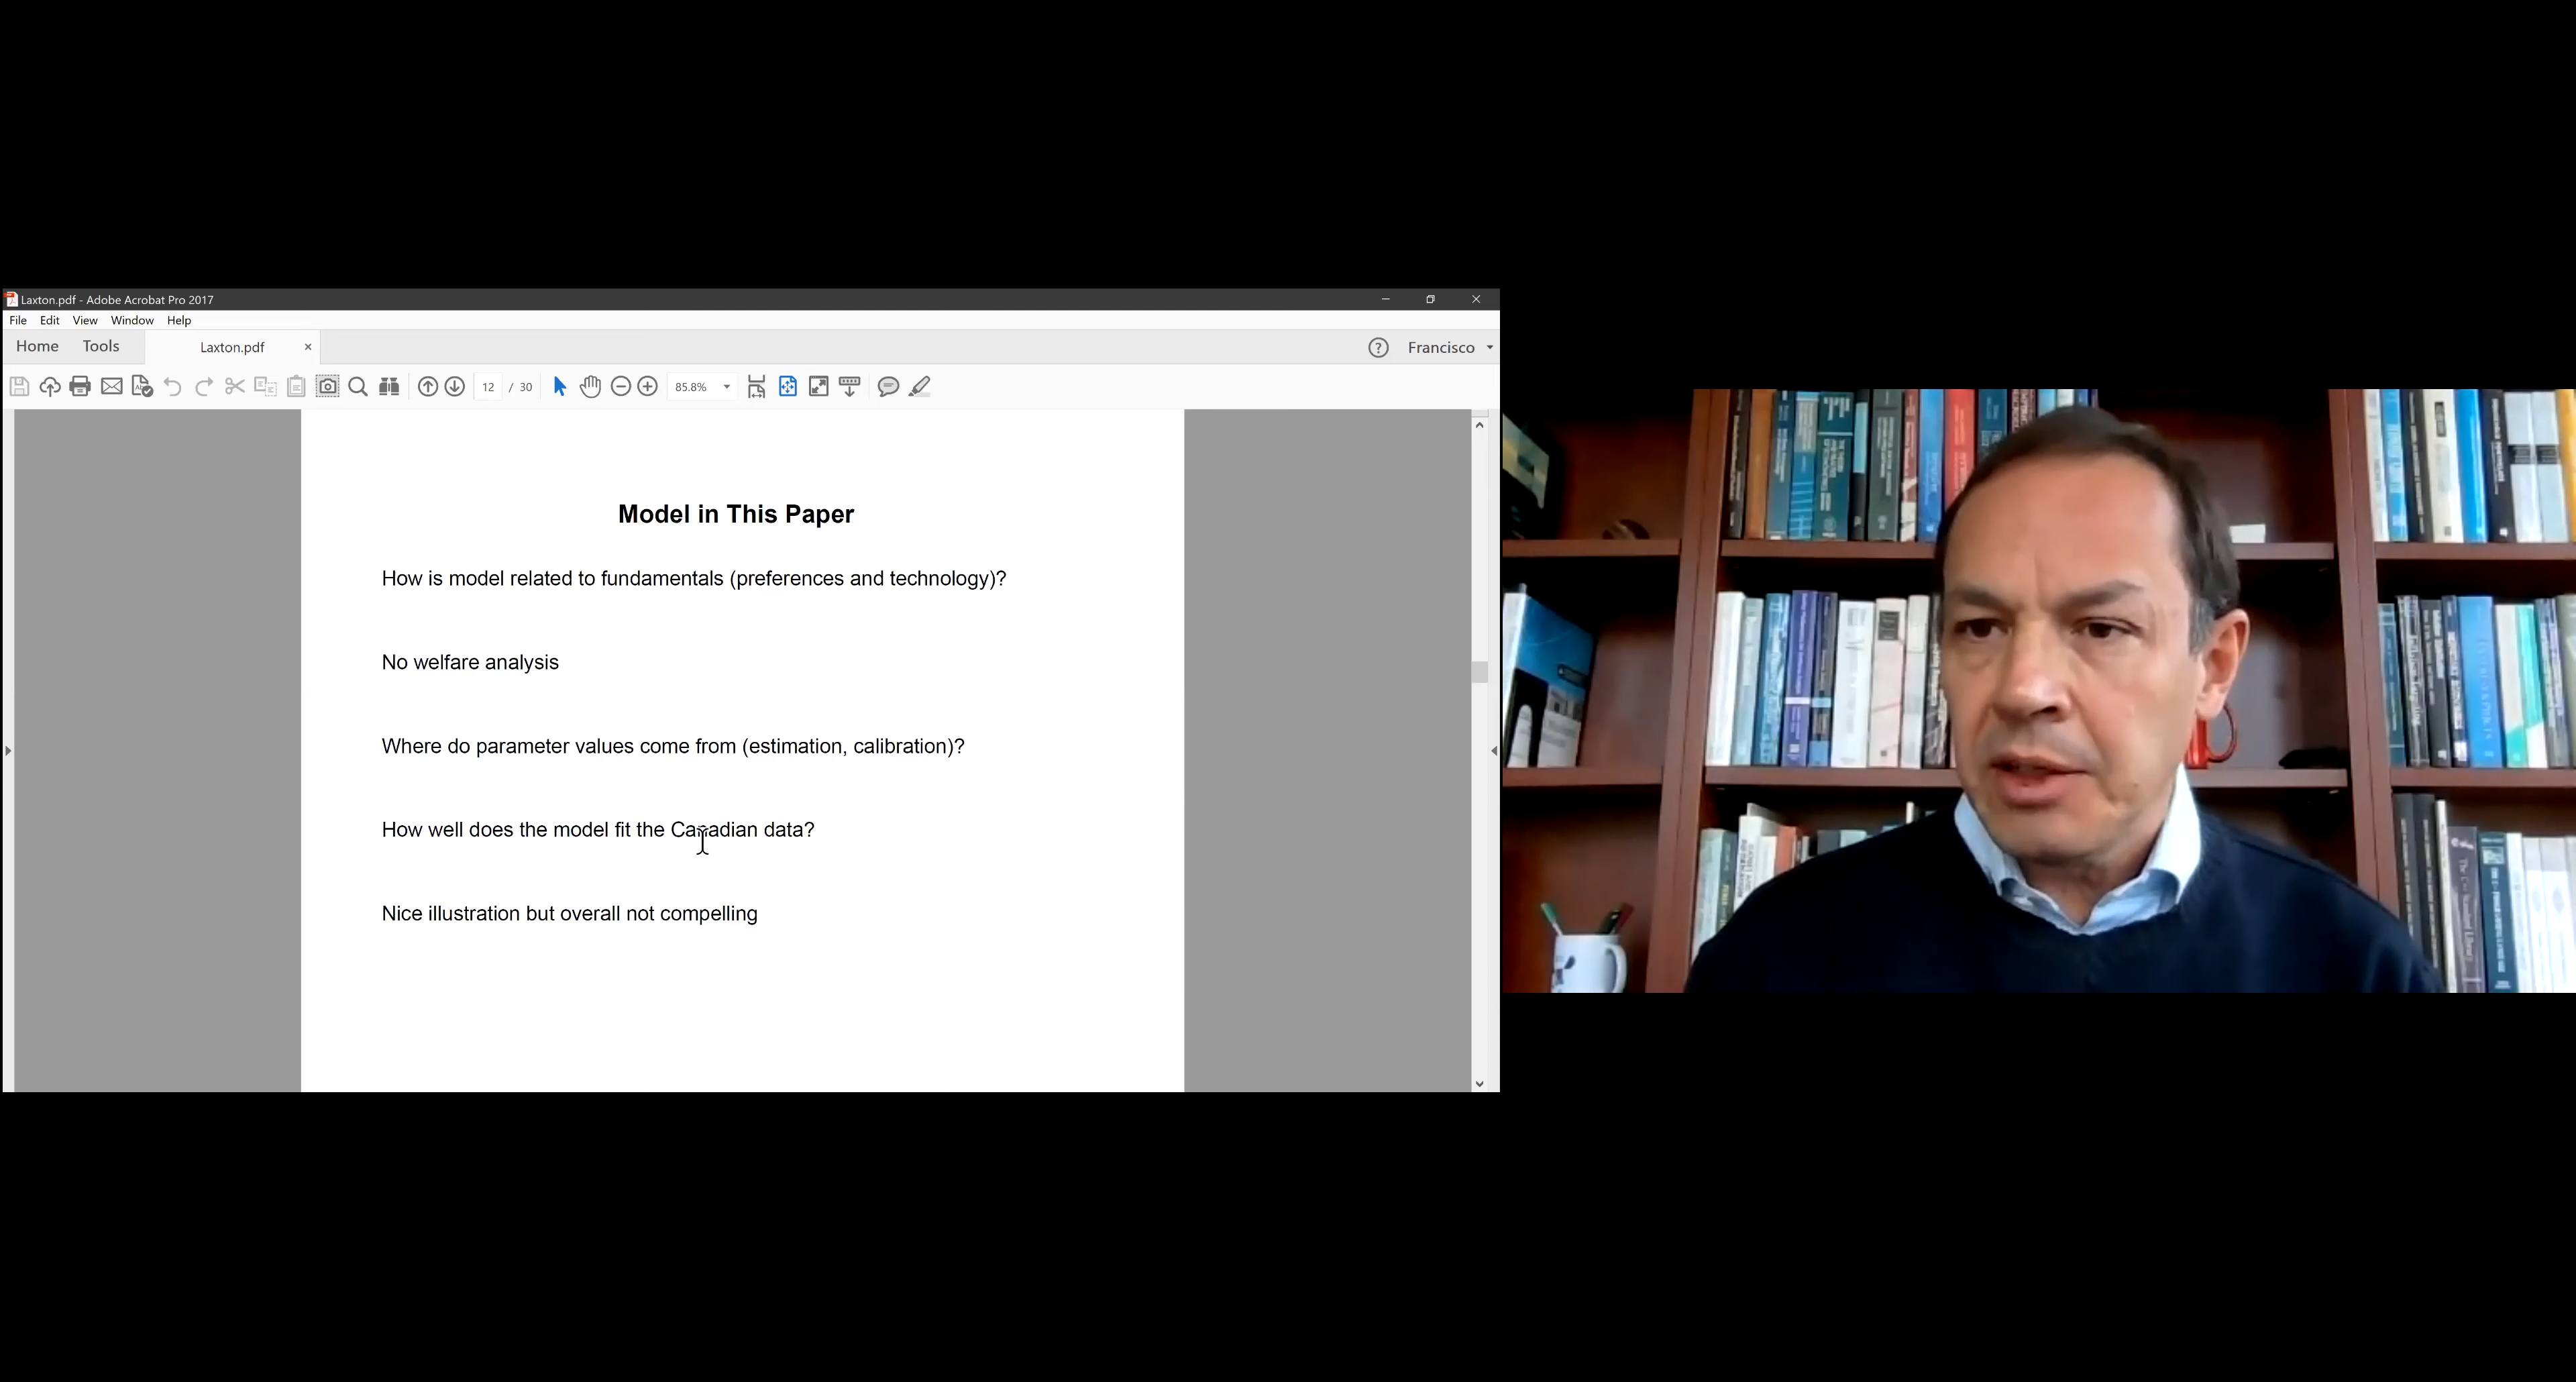 Laxton.pdf - Adobe Acrobat Pro 2017
File Edit View Window Help
Home Tools Laxton.pdf Francisco
12 / 30 85.8%
Model in This Paper
How is model related to fundamentals (preferences and technology)?
No welfare analysis
Where do parameter values come from (estimation, calibration)?
How well does the model fit the Canadian data?
Nice illustration but overall not compelling